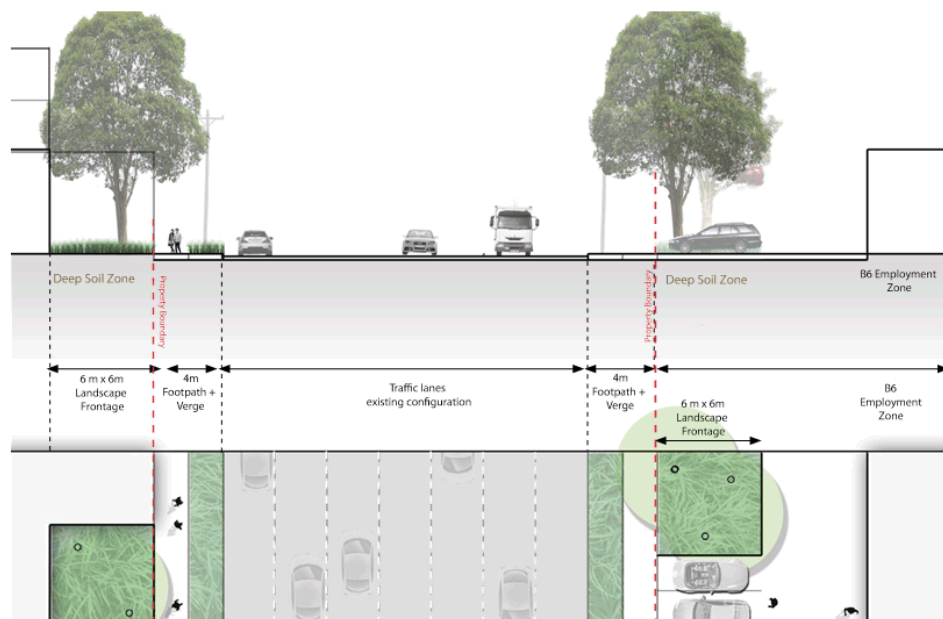 Deep Soil Zone
Property Boundary
Property Boundary
Deep Soil Zone
B6 Employment
Zone
6 m x 6m
Landscape
Frontage
4m
Footpath +
Verge
Traffic lanes
existing configuration
4m
Footpath +
Verge
B6
Employment
Zone
6 m x 6m
Landscape
Frontage